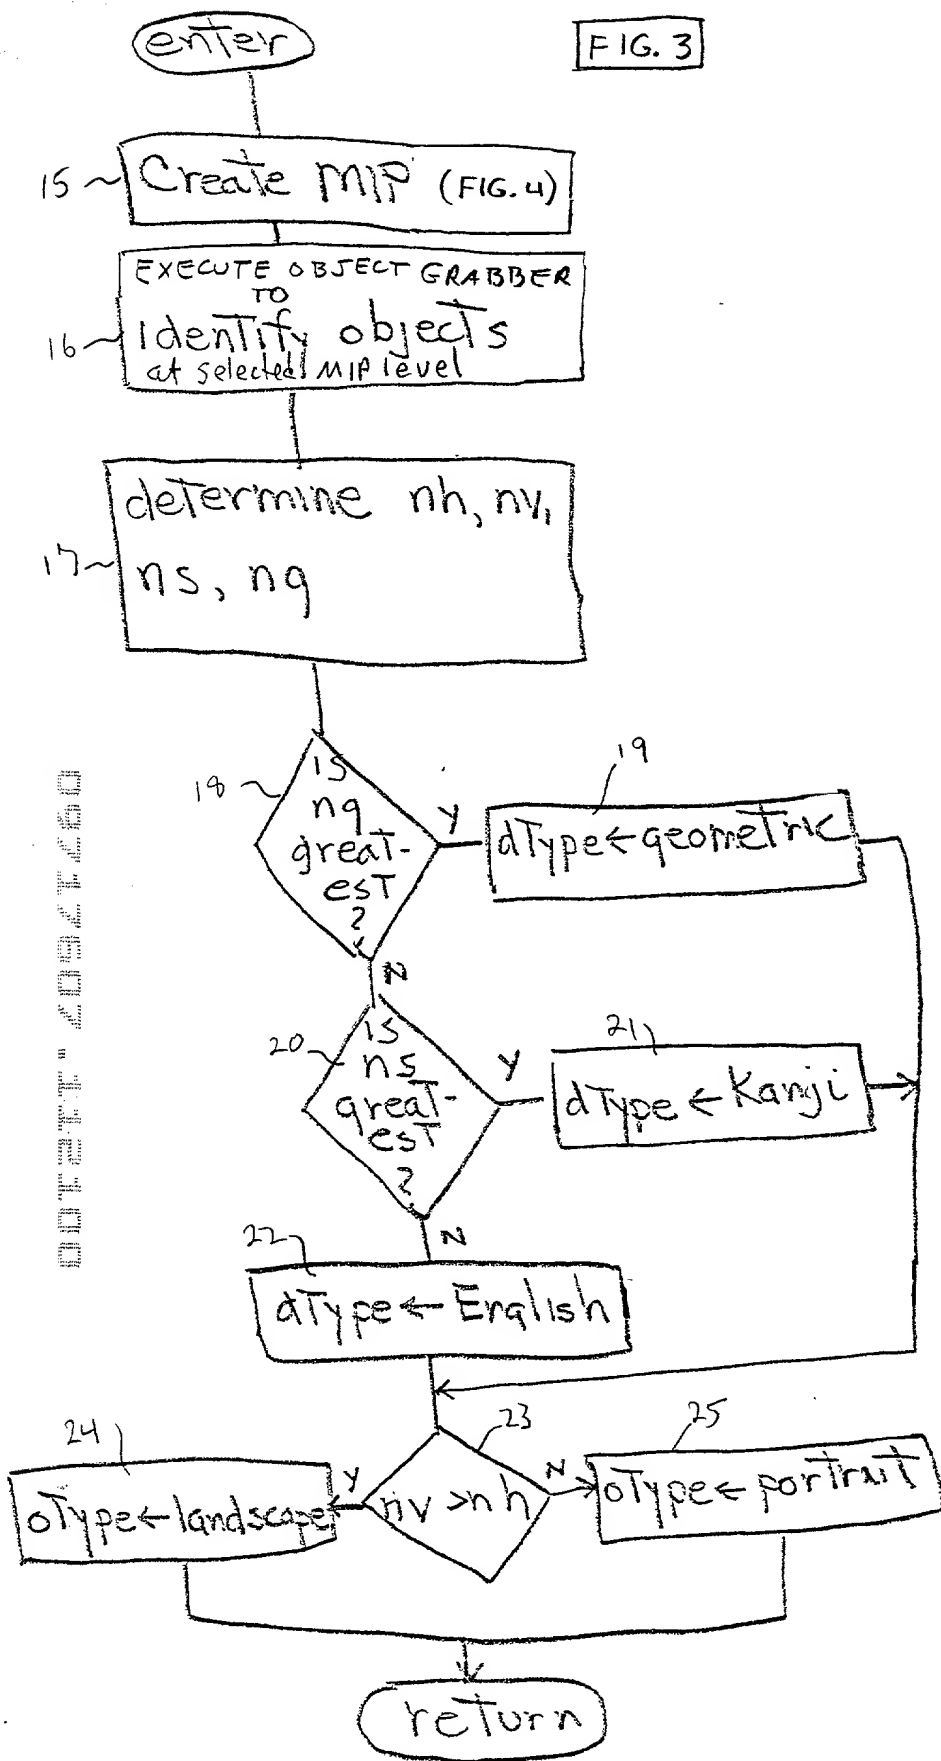 enter
FIG. 3
15
Create MIP (FIG. 4)
EXECUTE OBJECT GRABBER
TO
16
Identify objects
at selected MIP level
determine nh, nv,
17
ns, ng
18
is
ng
great-
est
?
Y
19
dType←geometric
N
20
is
ns
great-
est
?
Y
21
dType←Kanji
N
22
dType←English
23
nv >nh
Y
24
oType←landscape
N
25
oType←portrait
return
09717607.112100